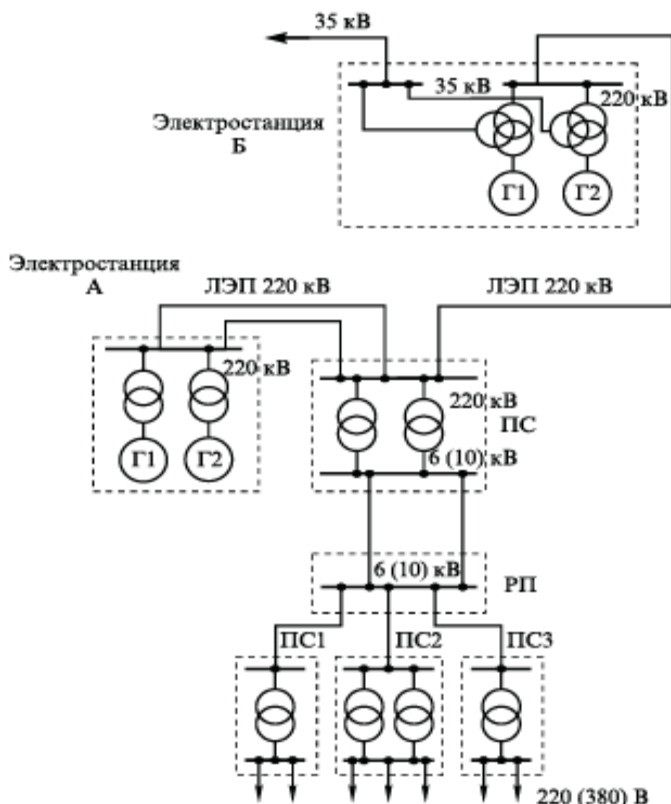 35 кВ
35 кВ
220 кВ
Электростанция
Б
Г1
Г2
Электростанция
А
ЛЭП 220 кВ
ЛЭП 220 кВ
220 кВ
220 кВ
ПС
Г1
Г2
6 (10) кВ
6 (10) кВ
РП
ПС1
ПС2
ПС3
220 (380) В